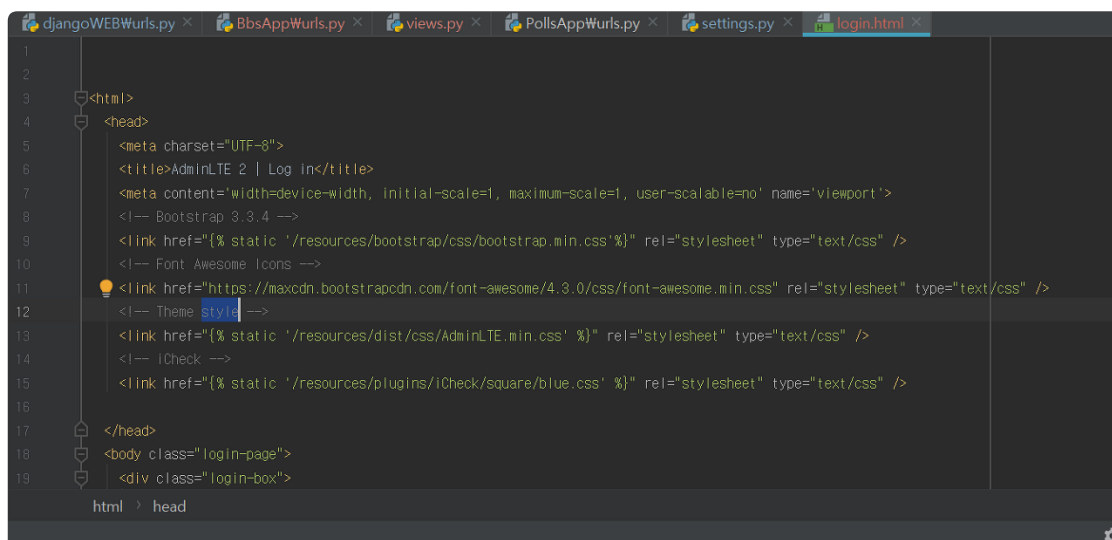 djangoWEB₩urls.py × BbsApp₩urls.py × views.py × PollsApp₩urls.py × settings.py × login.html ×
1
2
3 <html>
4 <head>
5 <meta charset="UTF-8">
6 <title>AdminLTE 2 | Log in</title>
7 <meta content='width=device-width, initial-scale=1, maximum-scale=1, user-scalable=no' name='viewport'>
8 <!-- Bootstrap 3.3.4 -->
9 <link href="{% static '/resources/bootstrap/css/bootstrap.min.css'%}" rel="stylesheet" type="text/css" />
10 <!-- Font Awesome Icons -->
11 <link href="https://maxcdn.bootstrapcdn.com/font-awesome/4.3.0/css/font-awesome.min.css" rel="stylesheet" type="text/css" />
12 <!-- Theme style -->
13 <link href="{% static '/resources/dist/css/AdminLTE.min.css' %}" rel="stylesheet" type="text/css" />
14 <!-- iCheck -->
15 <link href="{% static '/resources/plugins/iCheck/square/blue.css' %}" rel="stylesheet" type="text/css" />
16
17 </head>
18 <body class="login-page">
19 <div class="login-box">
html › head